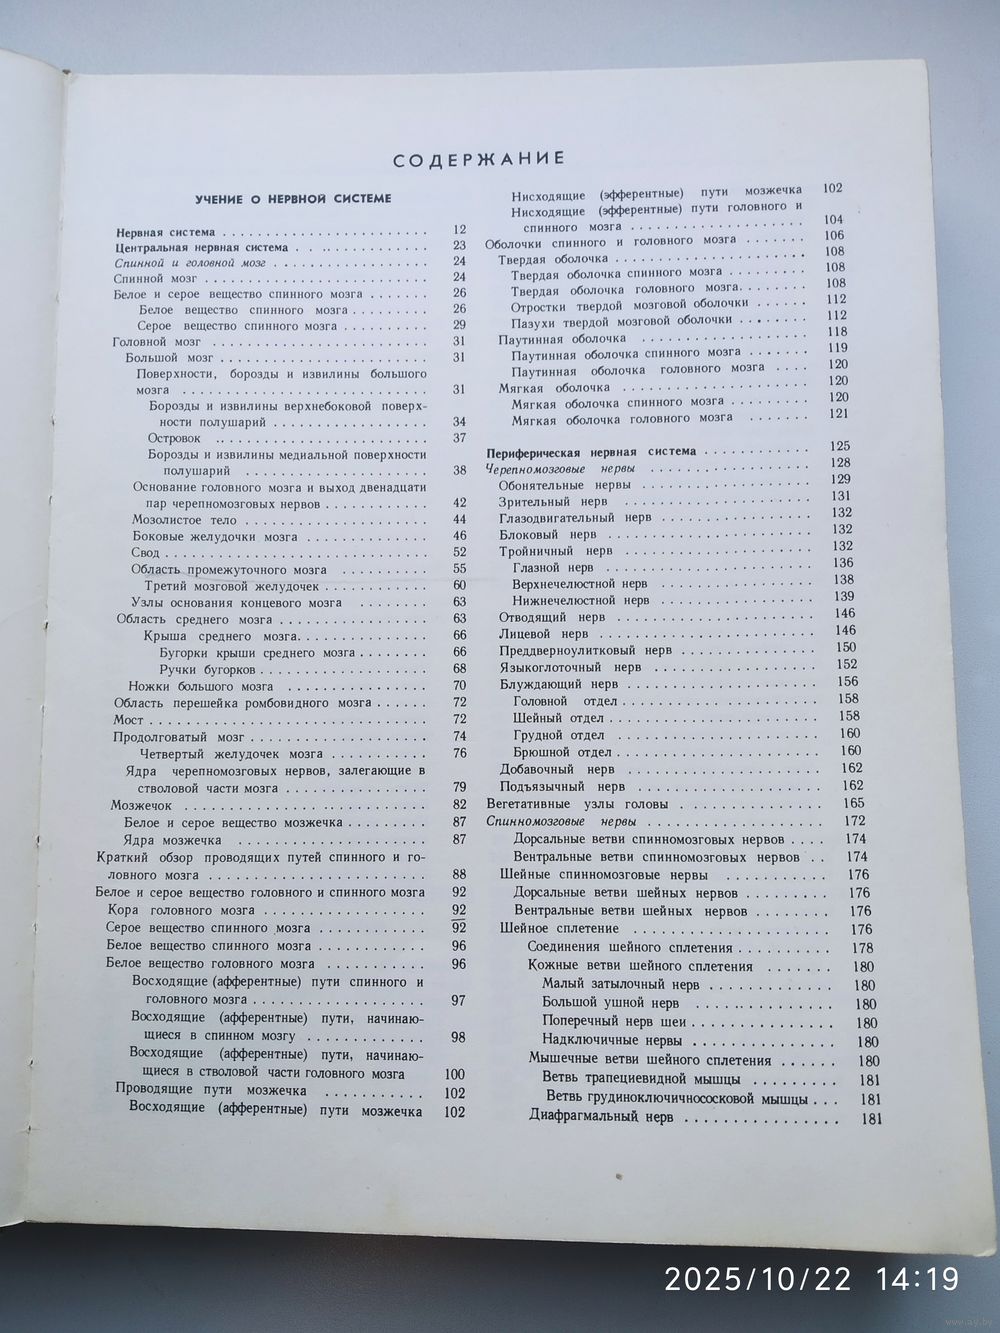 СОДЕРЖАНИЕ
УЧЕНИЕ О НЕРВНОЙ СИСТЕМЕ
Нервная система . . . . . . . . . . 12
Центральная нервная система . . . . . . . . . . 23
Спинной и головной мозг . . . . . . . . . . 24
Спинной мозг . . . . . . . . . . 24
Белое и серое вещество спинного мозга . . . . . . . 26
Белое вещество спинного мозга . . . . . . . . . 26
Серое вещество спинного мозга . . . . . . . . . 29
Головной мозг . . . . . . . . . . 31
Большой мозг . . . . . . . . . . 31
Поверхности, борозды и извилины большого
мозга . . . . . . . . . . 31
Борозды и извилины верхнебоковой поверх-
ности полушарий . . . . . . . . . . 34
Островок . . . . . . . . . . 37
Борозды и извилины медиальной поверхности
полушарий . . . . . . . . . . 38
Основание головного мозга и выход двенадцати
пар черепномозговых нервов . . . . . . . . . . 42
Мозолистое тело . . . . . . . . . . 44
Боковые желудочки мозга . . . . . . . . . . 46
Свод . . . . . . . . . . 52
Область промежуточного мозга . . . . . . . . . 55
Третий мозговой желудочек . . . . . . . . . . 60
Узлы основания концевого мозга . . . . . . . 63
Область среднего мозга . . . . . . . . . . 63
Крыша среднего мозга. . . . . . . . . . 66
Бугорки крыши среднего мозга . . . . . . . . 66
Ручки бугорков . . . . . . . . . . 68
Ножки большого мозга . . . . . . . . . . 70
Область перешейка ромбовидного мозга . . . . . . 72
Мост . . . . . . . . . . 72
Продолговатый мозг . . . . . . . . . . 74
Четвертый желудочек мозга . . . . . . . . . . 76
Ядра черепномозговых нервов, залегающие в
стволовой части мозга . . . . . . . . . . 79
Мозжечок . . . . . . . . . . 82
Белое и серое вещество мозжечка . . . . . . . . . 87
Ядра мозжечка . . . . . . . . . . 87
Краткий обзор проводящих путей спинного и го-
ловного мозга . . . . . . . . . . 88
Белое и серое вещество головного и спинного мозга 92
Кора головного мозга . . . . . . . . . . 92
Серое вещество спинного мозга . . . . . . . . . . 92
Белое вещество спинного мозга . . . . . . . . . . 96
Белое вещество головного мозга . . . . . . . . . . 96
Восходящие (афферентные) пути спинного и
головного мозга . . . . . . . . . . 97
Восходящие (афферентные) пути, начинаю-
щиеся в спинном мозгу . . . . . . . . . . 98
Восходящие (афферентные) пути, начинаю-
щиеся в стволовой части головного мозга 100
Проводящие пути мозжечка . . . . . . . . . . 102
Восходящие (афферентные) пути мозжечка 102
Нисходящие (эфферентные) пути мозжечка 102
Нисходящие (эфферентные) пути головного и
спинного мозга . . . . . . . . . . 104
Оболочки спинного и головного мозга . . . . . . . 106
Твердая оболочка . . . . . . . . . . 108
Твердая оболочка спинного мозга . . . . . . . . 108
Твердая оболочка головного мозга. . . . . . . . 108
Отростки твердой мозговой оболочки . . . . . . 112
Пазухи твердой мозговой оболочки . . . . . . . 112
Паутинная оболочка . . . . . . . . . . 118
Паутинная оболочка спинного мозга . . . . . . . 119
Паутинная оболочка головного мозга . . . . 120
Мягкая оболочка . . . . . . . . . . 120
Мягкая оболочка спинного мозга . . . . . . . . 120
Мягкая оболочка головного мозга . . . . . . . 121
Периферическая нервная система . . . . . . . . . . 125
Черепномозговые нервы . . . . . . . . . . 128
Обонятельные нервы . . . . . . . . . . 129
Зрительный нерв . . . . . . . . . . 131
Глазодвигательный нерв . . . . . . . . . . 132
Блоковый нерв . . . . . . . . . . 132
Тройничный нерв . . . . . . . . . . 132
Глазной нерв . . . . . . . . . . 136
Верхнечелюстной нерв . . . . . . . . . . 138
Нижнечелюстной нерв . . . . . . . . . . 139
Отводящий нерв . . . . . . . . . . 146
Лицевой нерв . . . . . . . . . . 146
Преддверноулитковый нерв . . . . . . . . . . 150
Языкоглоточный нерв . . . . . . . . . . 152
Блуждающий нерв . . . . . . . . . . 156
Головной отдел . . . . . . . . . . 158
Шейный отдел . . . . . . . . . . 158
Грудной отдел . . . . . . . . . . 160
Брюшной отдел . . . . . . . . . . 160
Добавочный нерв . . . . . . . . . . 162
Подъязычный нерв . . . . . . . . . . 162
Вегетативные узлы головы . . . . . . . . . . 165
Спинномозговые нервы . . . . . . . . . . 172
Дорсальные ветви спинномозговых нервов . . . . 174
Вентральные ветви спинномозговых нервов . . 174
Шейные спинномозговые нервы . . . . . . . . . . 176
Дорсальные ветви шейных нервов . . . . . . . . . 176
Вентральные ветви шейных нервов . . . . . . . . 176
Шейное сплетение . . . . . . . . . . 176
Соединения шейного сплетения . . . . . . . . . 178
Кожные ветви шейного сплетения . . . . . . . 180
Малый затылочный нерв . . . . . . . . . . 180
Большой ушной нерв . . . . . . . . . . 180
Поперечный нерв шеи . . . . . . . . . . 180
Надключичные нервы . . . . . . . . . . 180
Мышечные ветви шейного сплетения . . . . . . 180
Ветвь трапециевидной мышцы . . . . . . . . . 181
Ветвь грудиноключичнососковой мышцы . . . 181
Диафрагмальный нерв . . . . . . . . . . 181
2025/10/22 14:19
www.ay.by